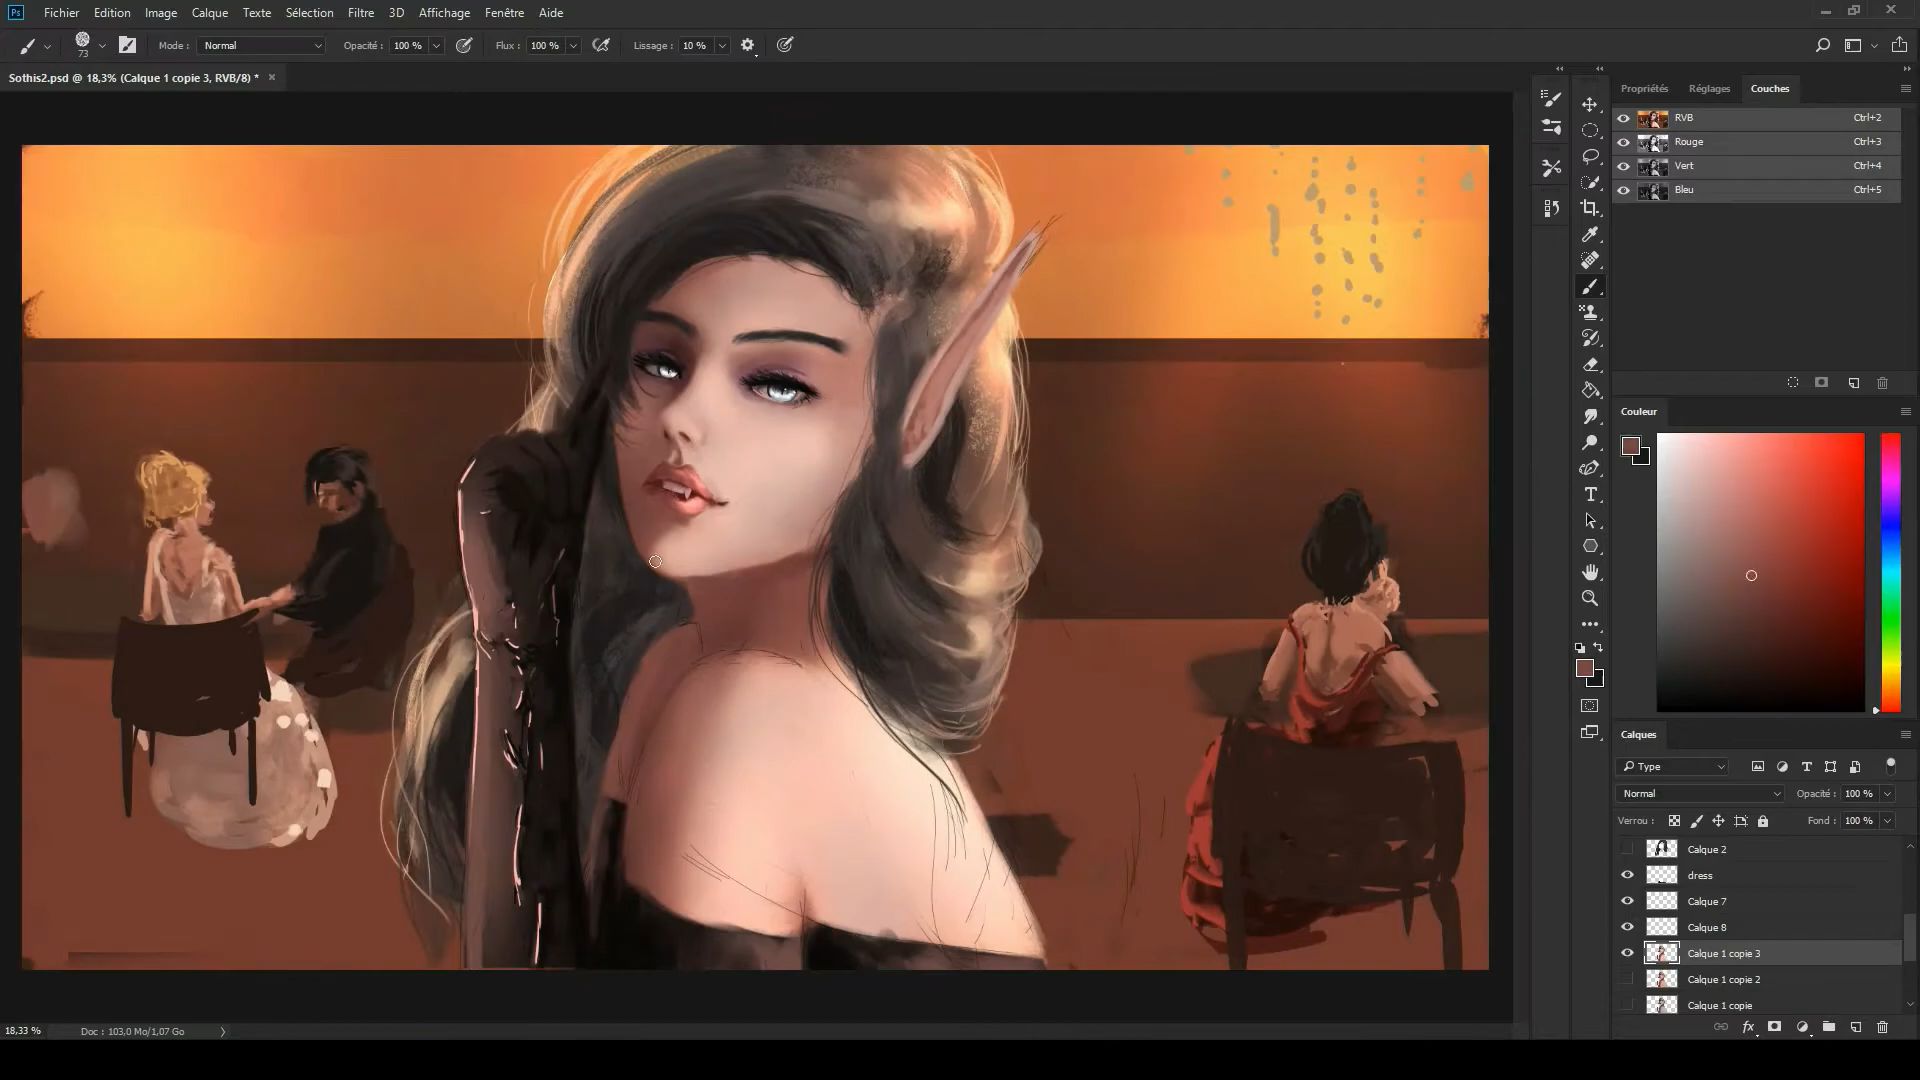 Ps Fichier Edition Image Calque Texte Sélection Filtre 3D Affichage Fenêtre Aide
73 Mode : Normal Opacité : 100 % Flux : 100 % Lissage : 10 %
Sothis2.psd @ 18,3% (Calque 1 copie 3, RVB/8) *
Propriétés Réglages Couches
RVB Ctrl+2
Rouge Ctrl+3
Vert Ctrl+4
Bleu Ctrl+5
Couleur
Calques
Type
Normal Opacité : 100 %
Verrou : Fond : 100 %
Calque 2
dress
Calque 7
Calque 8
Calque 1 copie 3
Calque 1 copie 2
Calque 1 copie
fx
18,33 % Doc : 103,0 Mo/1,07 Go